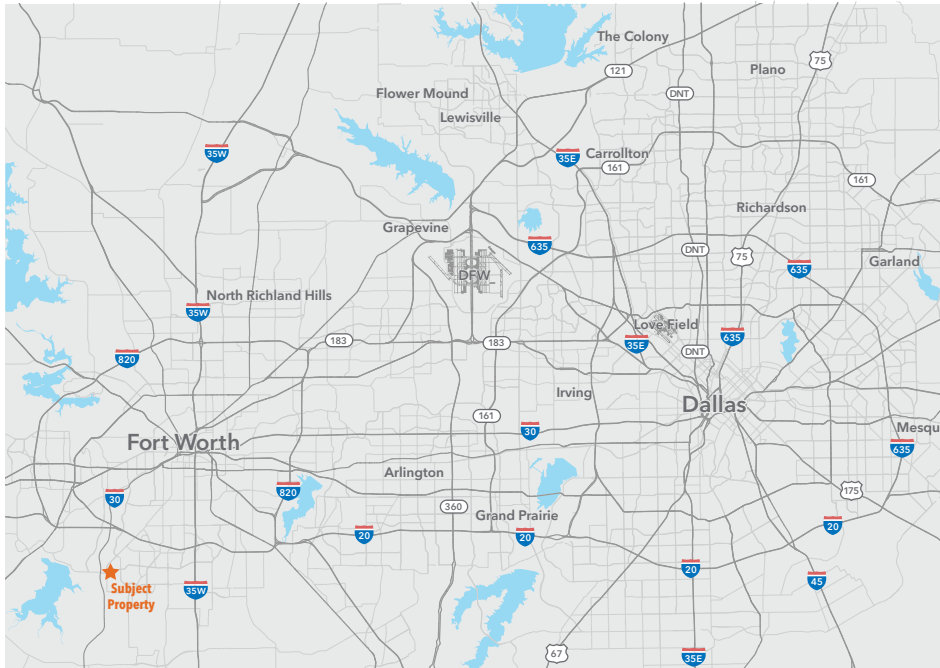 The Colony
75
121
Plano
Flower Mound
DNT
Lewisville
35W
35E
Carrollton
161
161
Richardson
Grapevine
635
DNT
75
Garland
635
DFW
North Richland Hills
35W
Love Field
635
183
183
35E
820
DNT
Irving
Dallas
161
30
Mesqu
Fort Worth
635
Arlington
820
175
30
360
Grand Prairie
20
20
20
20
Subject
Property
35W
45
67
35E